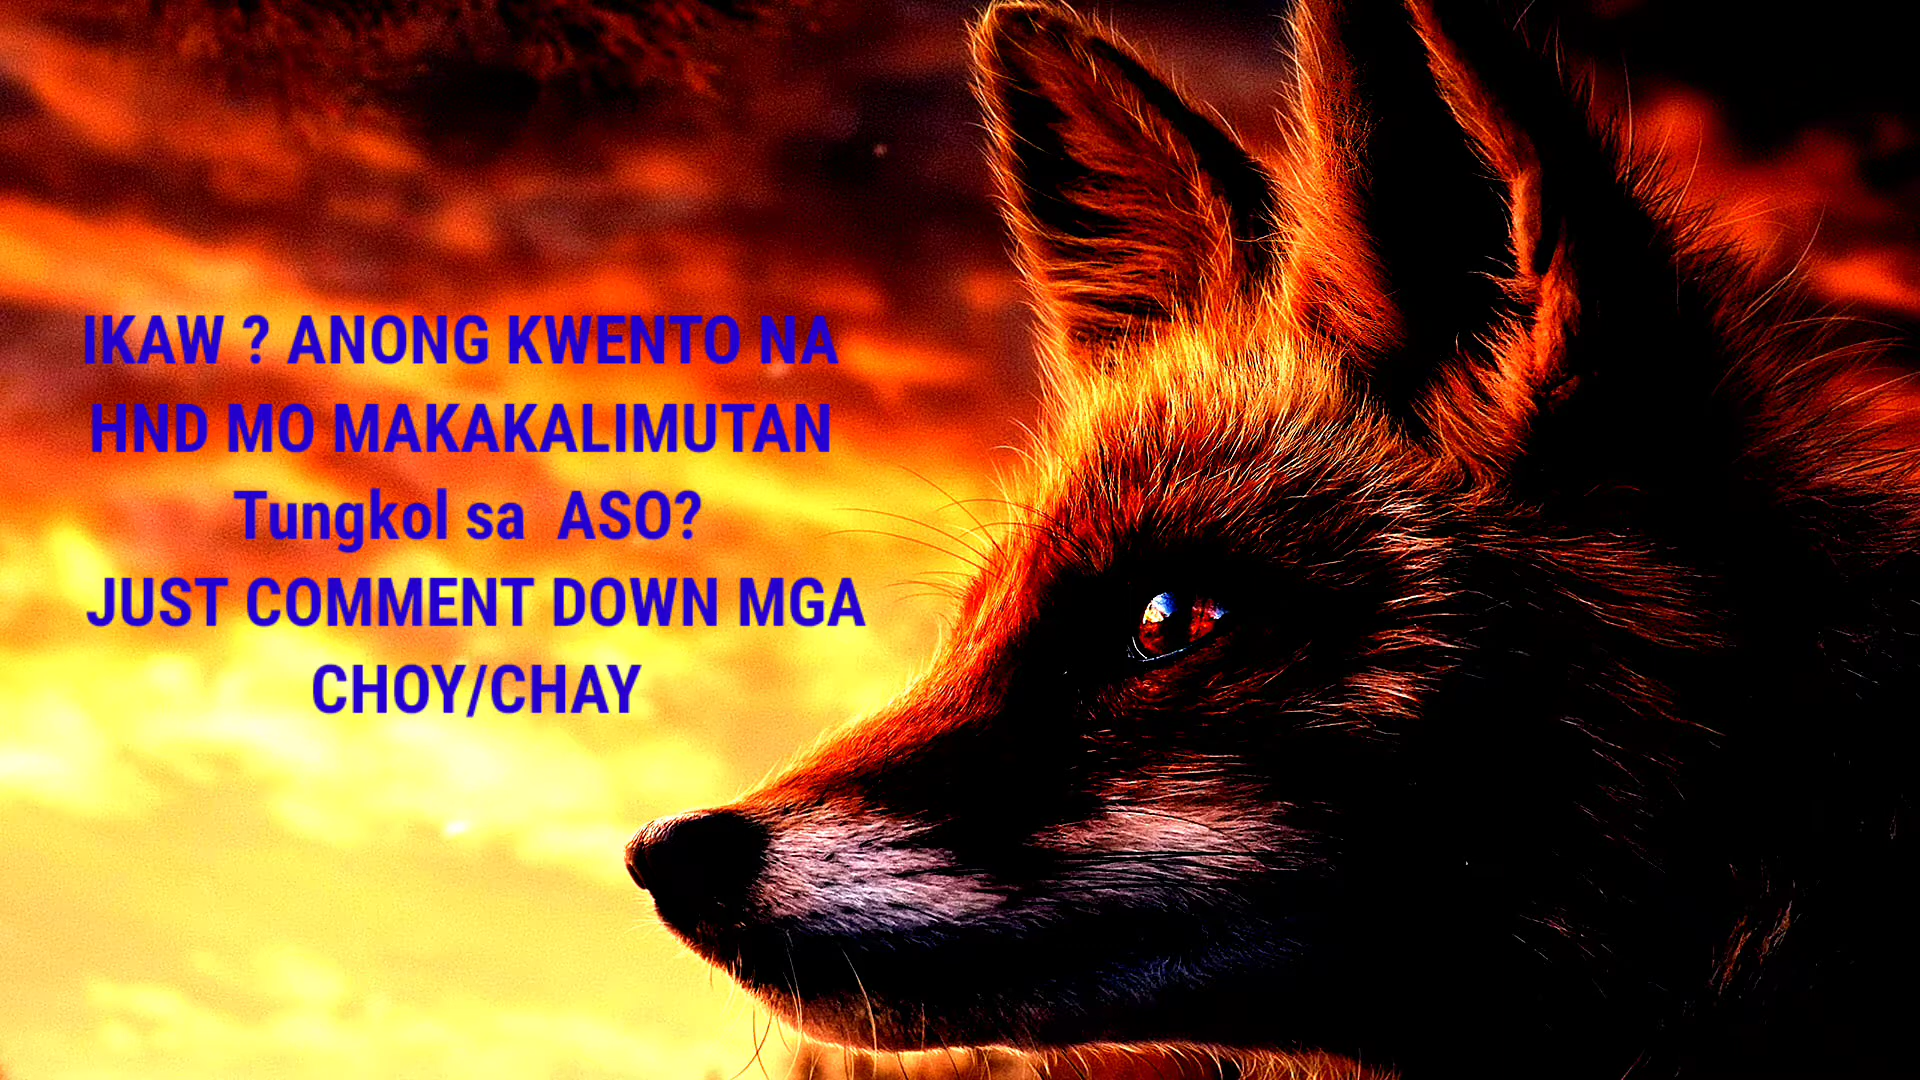 IKAW ? ANONG KWENTO NA
HND MO MAKAKALIMUTAN
Tungkol sa ASO?
JUST COMMENT DOWN MGA
CHOY/CHAY